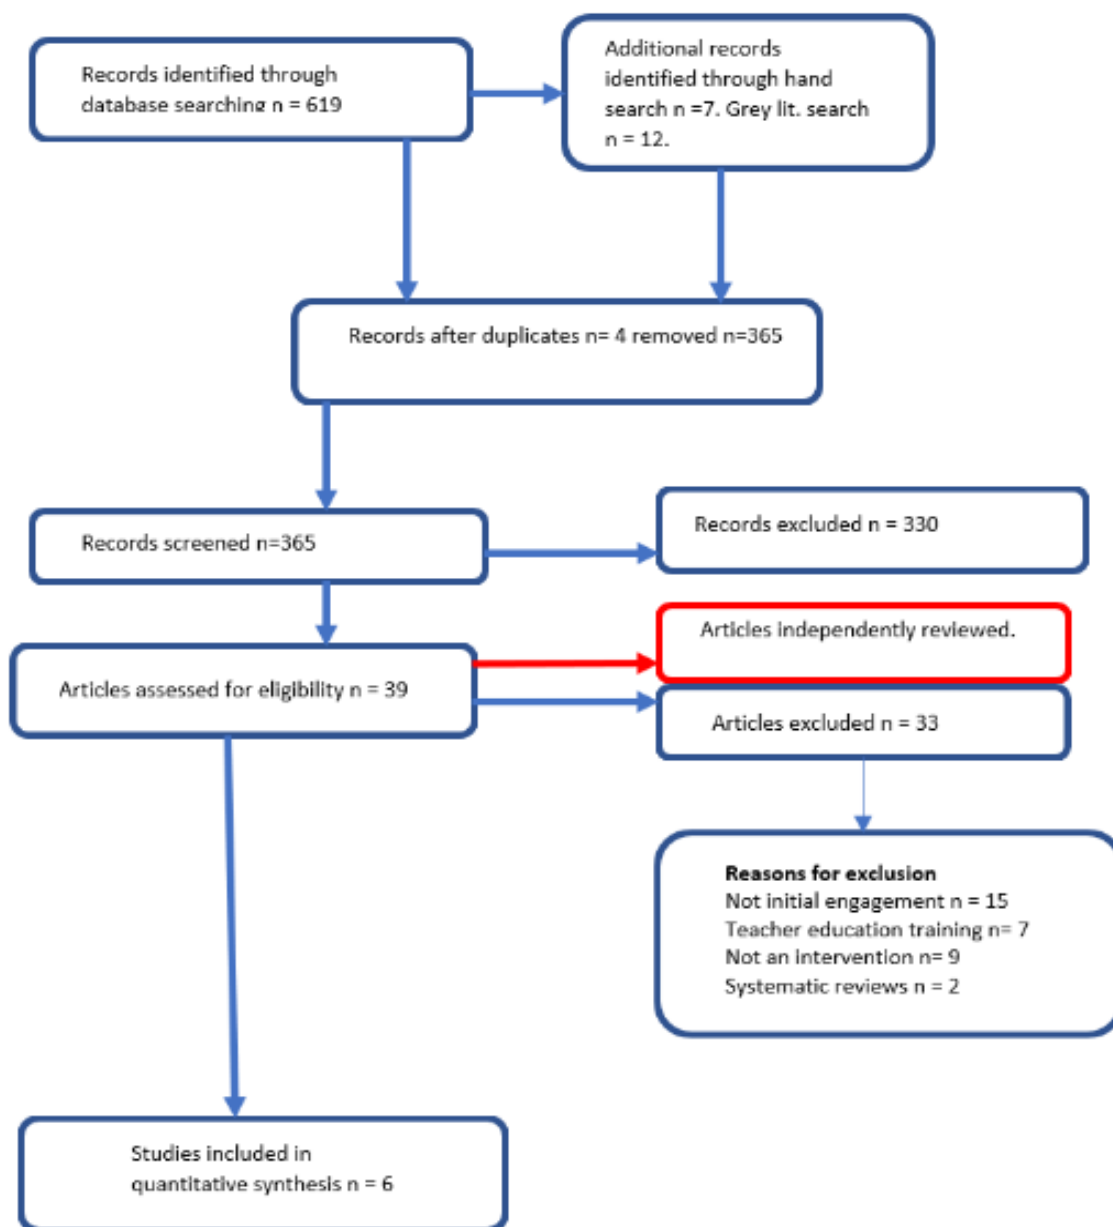 Records identified through
database searching n = 619
Additional records
identified through hand
search n =7. Grey lit. search
n = 12.
Records after duplicates n= 4 removed n=365
Records screened n=365
Records excluded n = 330
Articles independently reviewed.
Articles assessed for eligibility n = 39
Articles excluded n = 33
Reasons for exclusion
Not initial engagement n = 15
Teacher education training n= 7
Not an intervention n= 9
Systematic reviews n = 2
Studies included in
quantitative synthesis n = 6